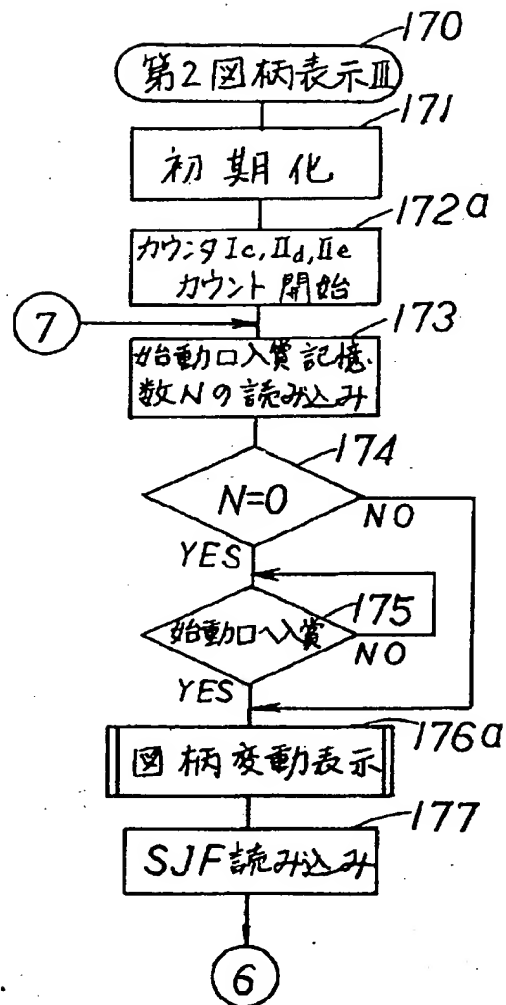 170
第2図柄表示Ⅲ
171
初期化
172a
カウンタIc,Ⅱd,Ⅱe
カウント開始
7
173
始動口入賞記憶
数Nの読み込み
174
N=0
NO
YES
175
始動口へ入賞
NO
YES
176a
図柄変動表示
177
SJF読み込み
6